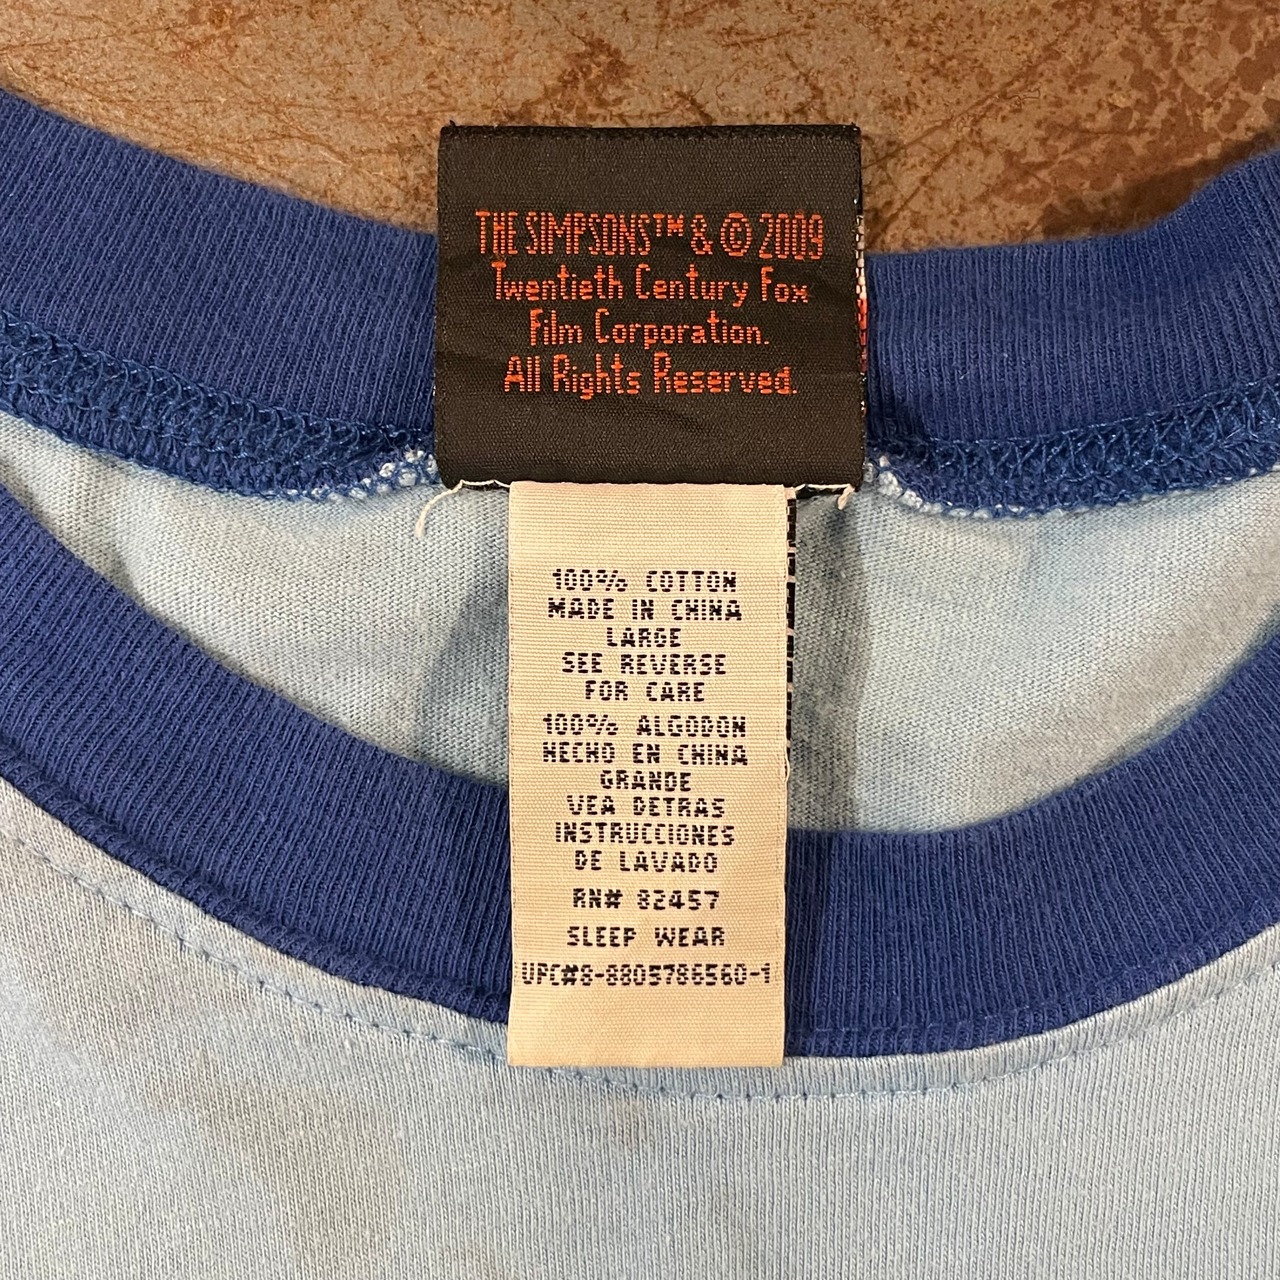 THE SIMPSONS™ & © 2009
Twentieth Century Fox
Film Corporation.
All Rights Reserved.
100% COTTON
MADE IN CHINA
LARGE
SEE REVERSE
FOR CARE
100% ALGODON
HECHO EN CHINA
GRANDE
VEA DETRAS
INSTRUCCIONES
DE LAVADO
RN# 82457
SLEEP WEAR
UPC#8-8805786560-1